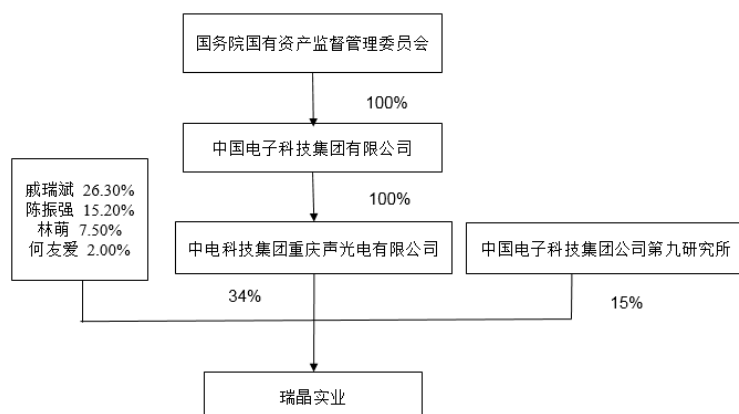 国务院国有资产监督管理委员会
100%
中国电子科技集团有限公司
100%
戚瑞斌 26.30%
陈振强 15.20%
林萌 7.50%
何友爱 2.00%
中电科技集团重庆声光电有限公司
中国电子科技集团公司第九研究所
34%
15%
瑞晶实业